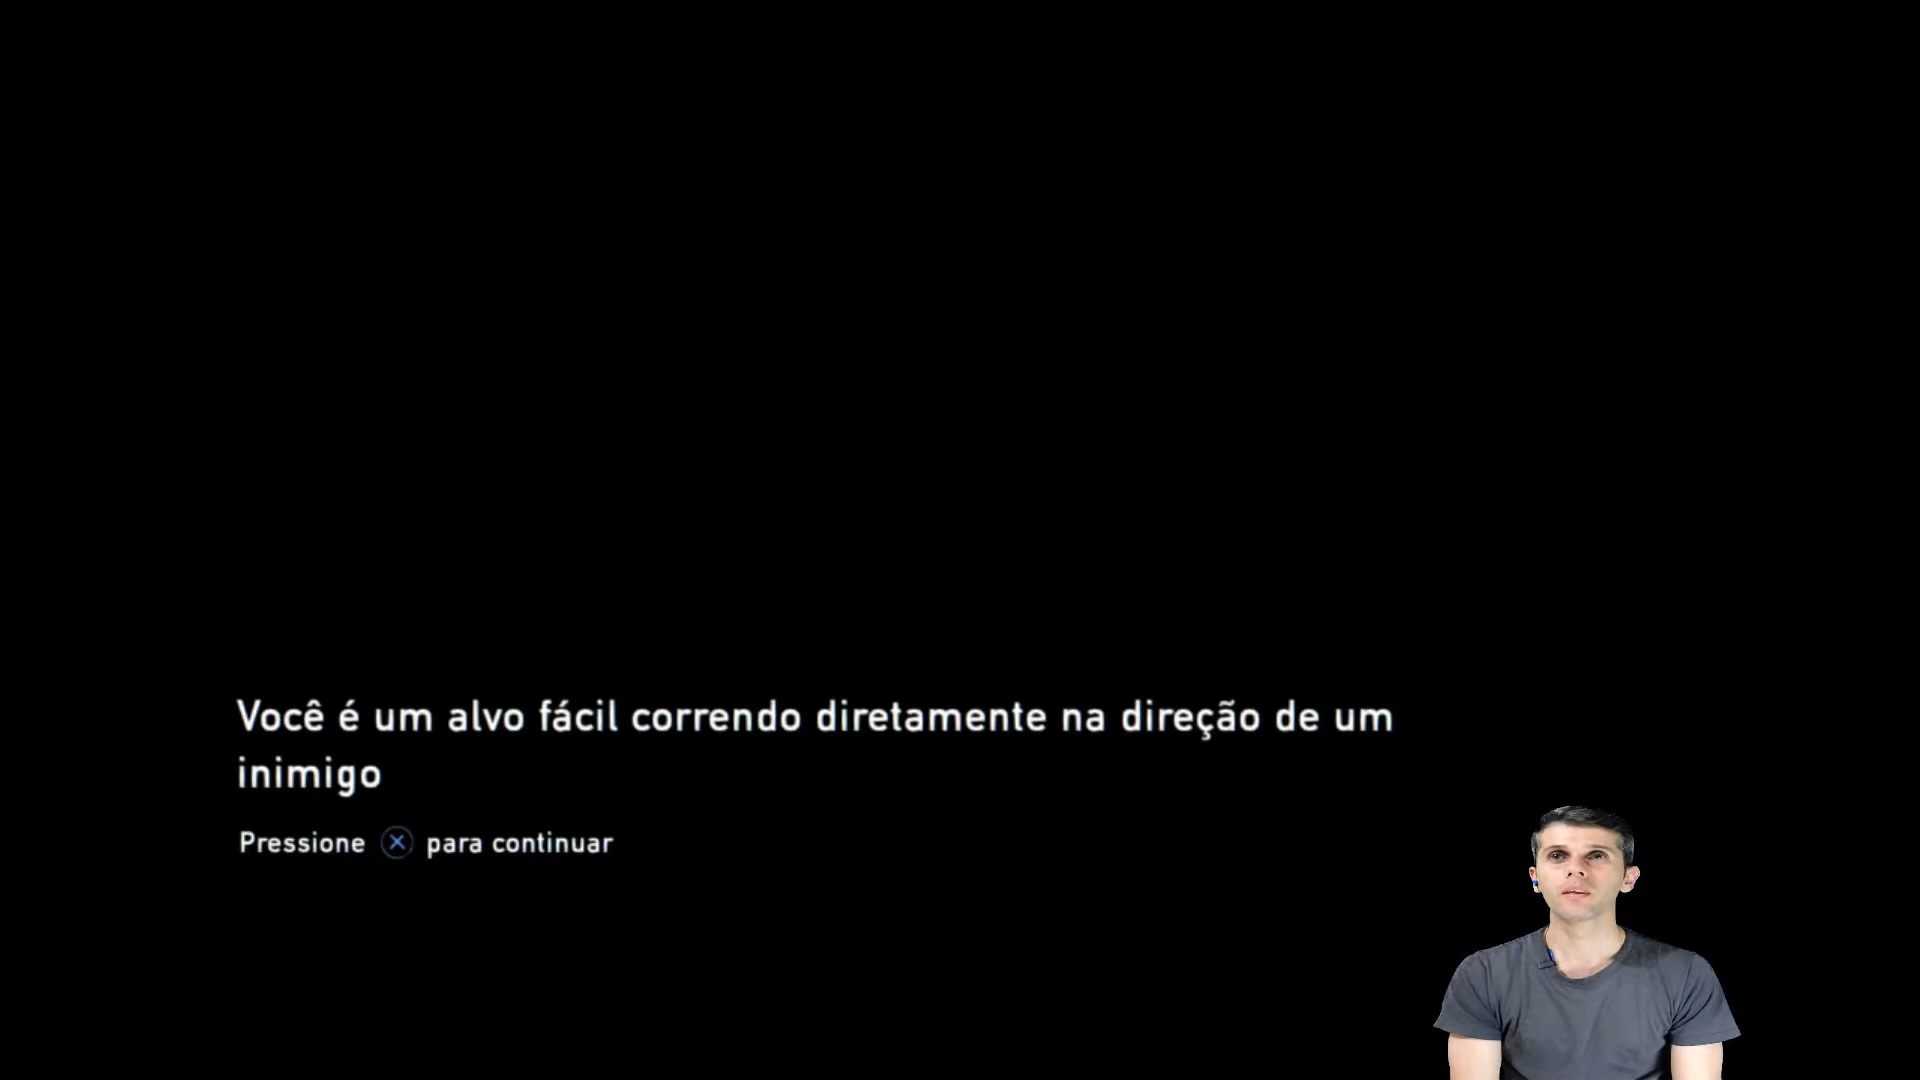 Você é um alvo fácil correndo diretamente na direção de um
inimigo
Pressione ⓧ para continuar